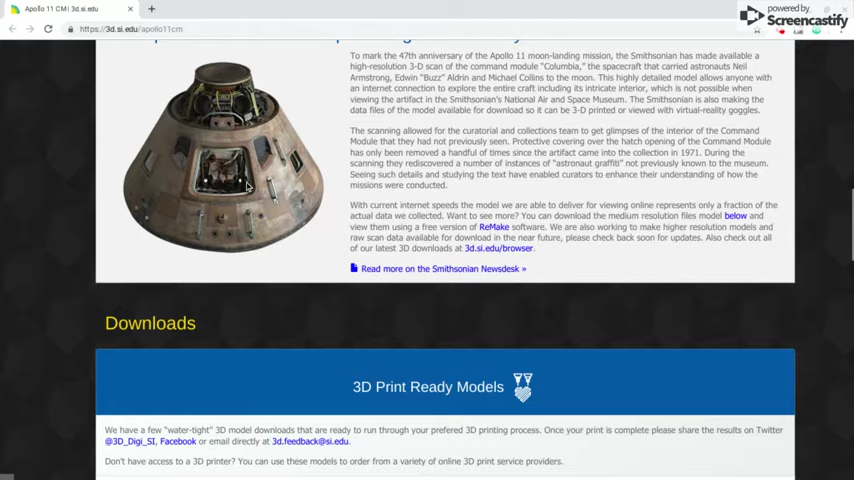 Apollo 11 CM | 3d.si.edu
powered by
Screencastify
https://3d.si.edu/apollo11cm
To mark the 47th anniversary of the Apollo 11 moon-landing mission, the Smithsonian has made available a
high-resolution 3-D scan of the command module "Columbia," the spacecraft that carried astronauts Neil
Armstrong, Edwin "Buzz" Aldrin and Michael Collins to the moon. This highly detailed model allows anyone with
an internet connection to explore the entire craft including its intricate interior, which is not possible when
viewing the artifact in the Smithsonian's National Air and Space Museum. The Smithsonian is also making the
data files of the model available for download so it can be 3-D printed or viewed with virtual-reality goggles.
The scanning allowed for the curatorial and collections team to get glimpses of the interior of the Command
Module that they had not previously seen. Protective covering over the hatch opening of the Command Module
has only been removed a handful of times since the artifact came into the collection in 1971. During the
scanning they rediscovered a number of instances of "astronaut graffiti" not previously known to the museum.
Seeing such details and studying the text have enabled curators to enhance their understanding of how the
missions were conducted.
With current internet speeds the model we are able to deliver for viewing online represents only a fraction of the
actual data we collected. Want to see more? You can download the medium resolution files model below and
view them using a free version of ReMake software. We are also working to make higher resolution models and
raw scan data available for download in the near future, please check back soon for updates. Also check out all
of our latest 3D downloads at 3d.si.edu/browser.
Read more on the Smithsonian Newsdesk »
Downloads
3D Print Ready Models
We have a few "water-tight" 3D model downloads that are ready to run through your prefered 3D printing process. Once your print is complete please share the results on Twitter
@3D_Digi_SI, Facebook or email directly at 3d.feedback@si.edu.
Don't have access to a 3D printer? You can use these models to order from a variety of online 3D print service providers.